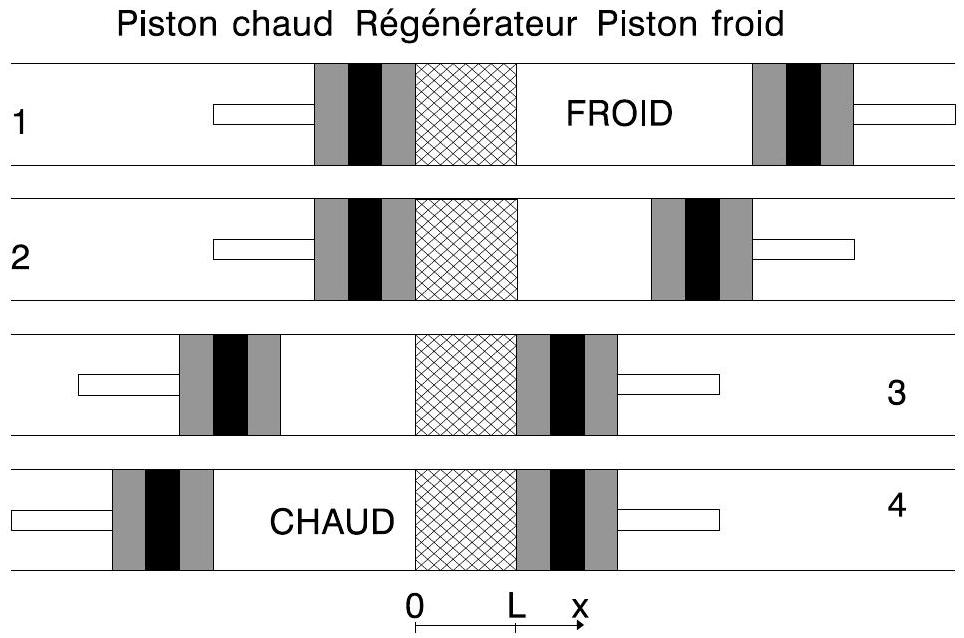 Piston chaud Régénérateur Piston froid
1
FROID
2
3
CHAUD
4
0 L x